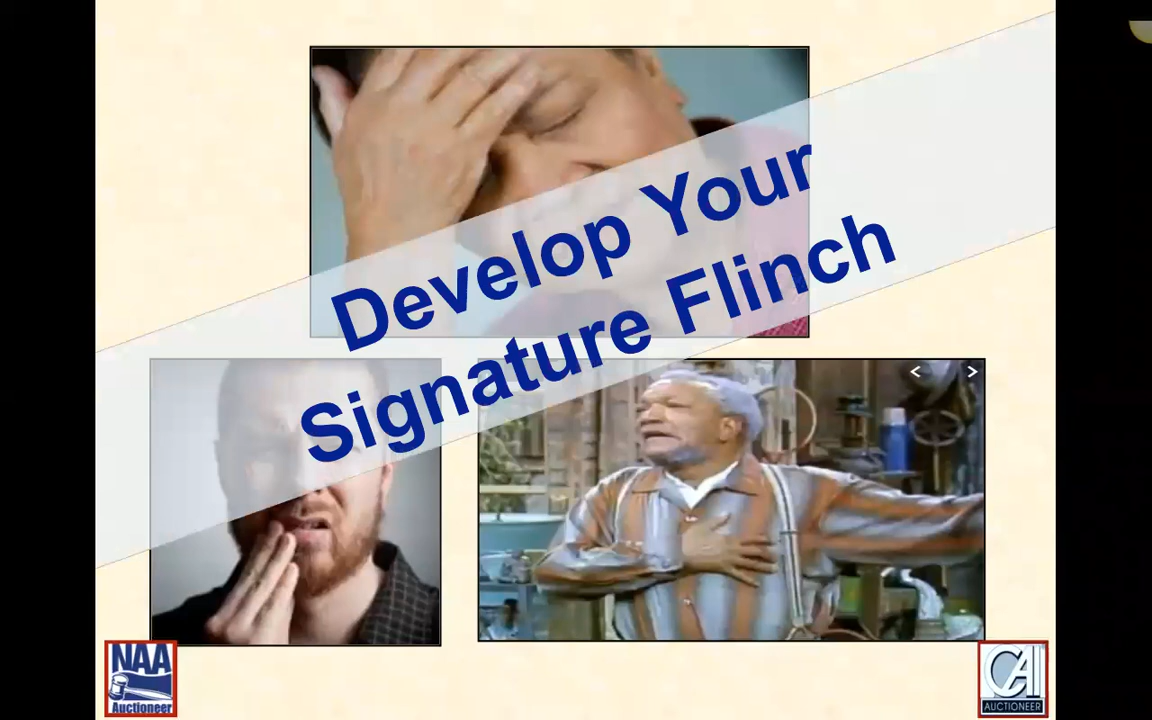 Develop Your
Signature Flinch
NAA
Auctioneer
CAI
AUCTIONEER